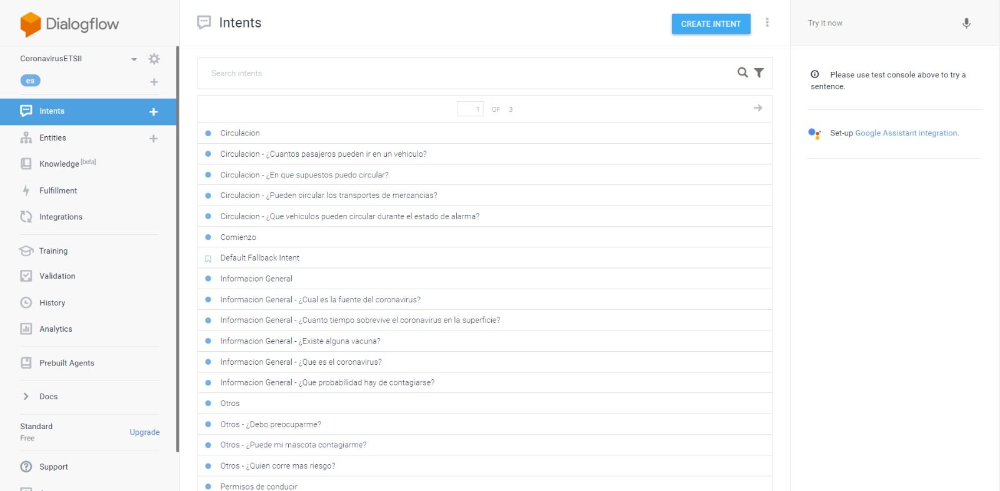 Dialogflow
CoronavirusETSII
es
Intents
Entities
Knowledge [beta]
Fulfillment
Integrations
Training
Validation
History
Analytics
Prebuilt Agents
Docs
Standard
Free
Upgrade
Support
Intents
CREATE INTENT
Search intents
1 OF 3
Circulacion
Circulacion - ¿Cuantos pasajeros pueden ir en un vehiculo?
Circulacion - ¿En que supuestos puedo circular?
Circulacion - ¿Pueden circular los transportes de mercancias?
Circulacion - ¿Que vehiculos pueden circular durante el estado de alarma?
Comienzo
Default Fallback Intent
Informacion General
Informacion General - ¿Cual es la fuente del coronavirus?
Informacion General - ¿Cuanto tiempo sobrevive el coronavirus en la superficie?
Informacion General - ¿Existe alguna vacuna?
Informacion General - ¿Que es el coronavirus?
Informacion General - ¿Que probabilidad hay de contagiarse?
Otros
Otros - ¿Debo preocuparme?
Otros - ¿Puede mi mascota contagiarme?
Otros - ¿Quien corre mas riesgo?
Permisos de conducir
Try it now
Please use test console above to try a
sentence.
Set-up Google Assistant integration.